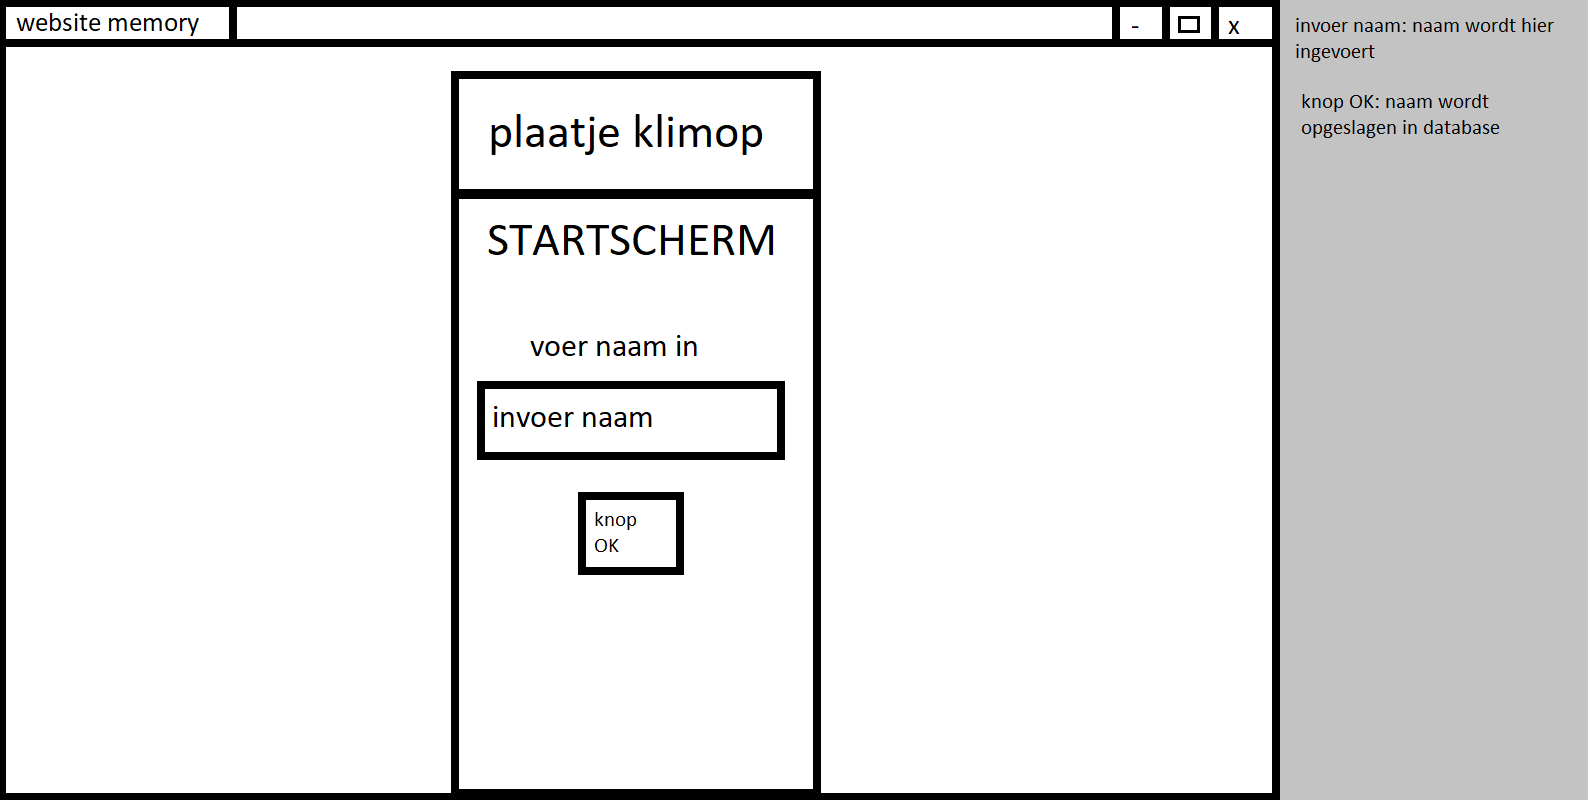 website memory
-
x
plaatje klimop
STARTSCHERM
voer naam in
invoer naam
knop
OK
invoer naam: naam wordt hier
ingevoert
knop OK: naam wordt
opgeslagen in database